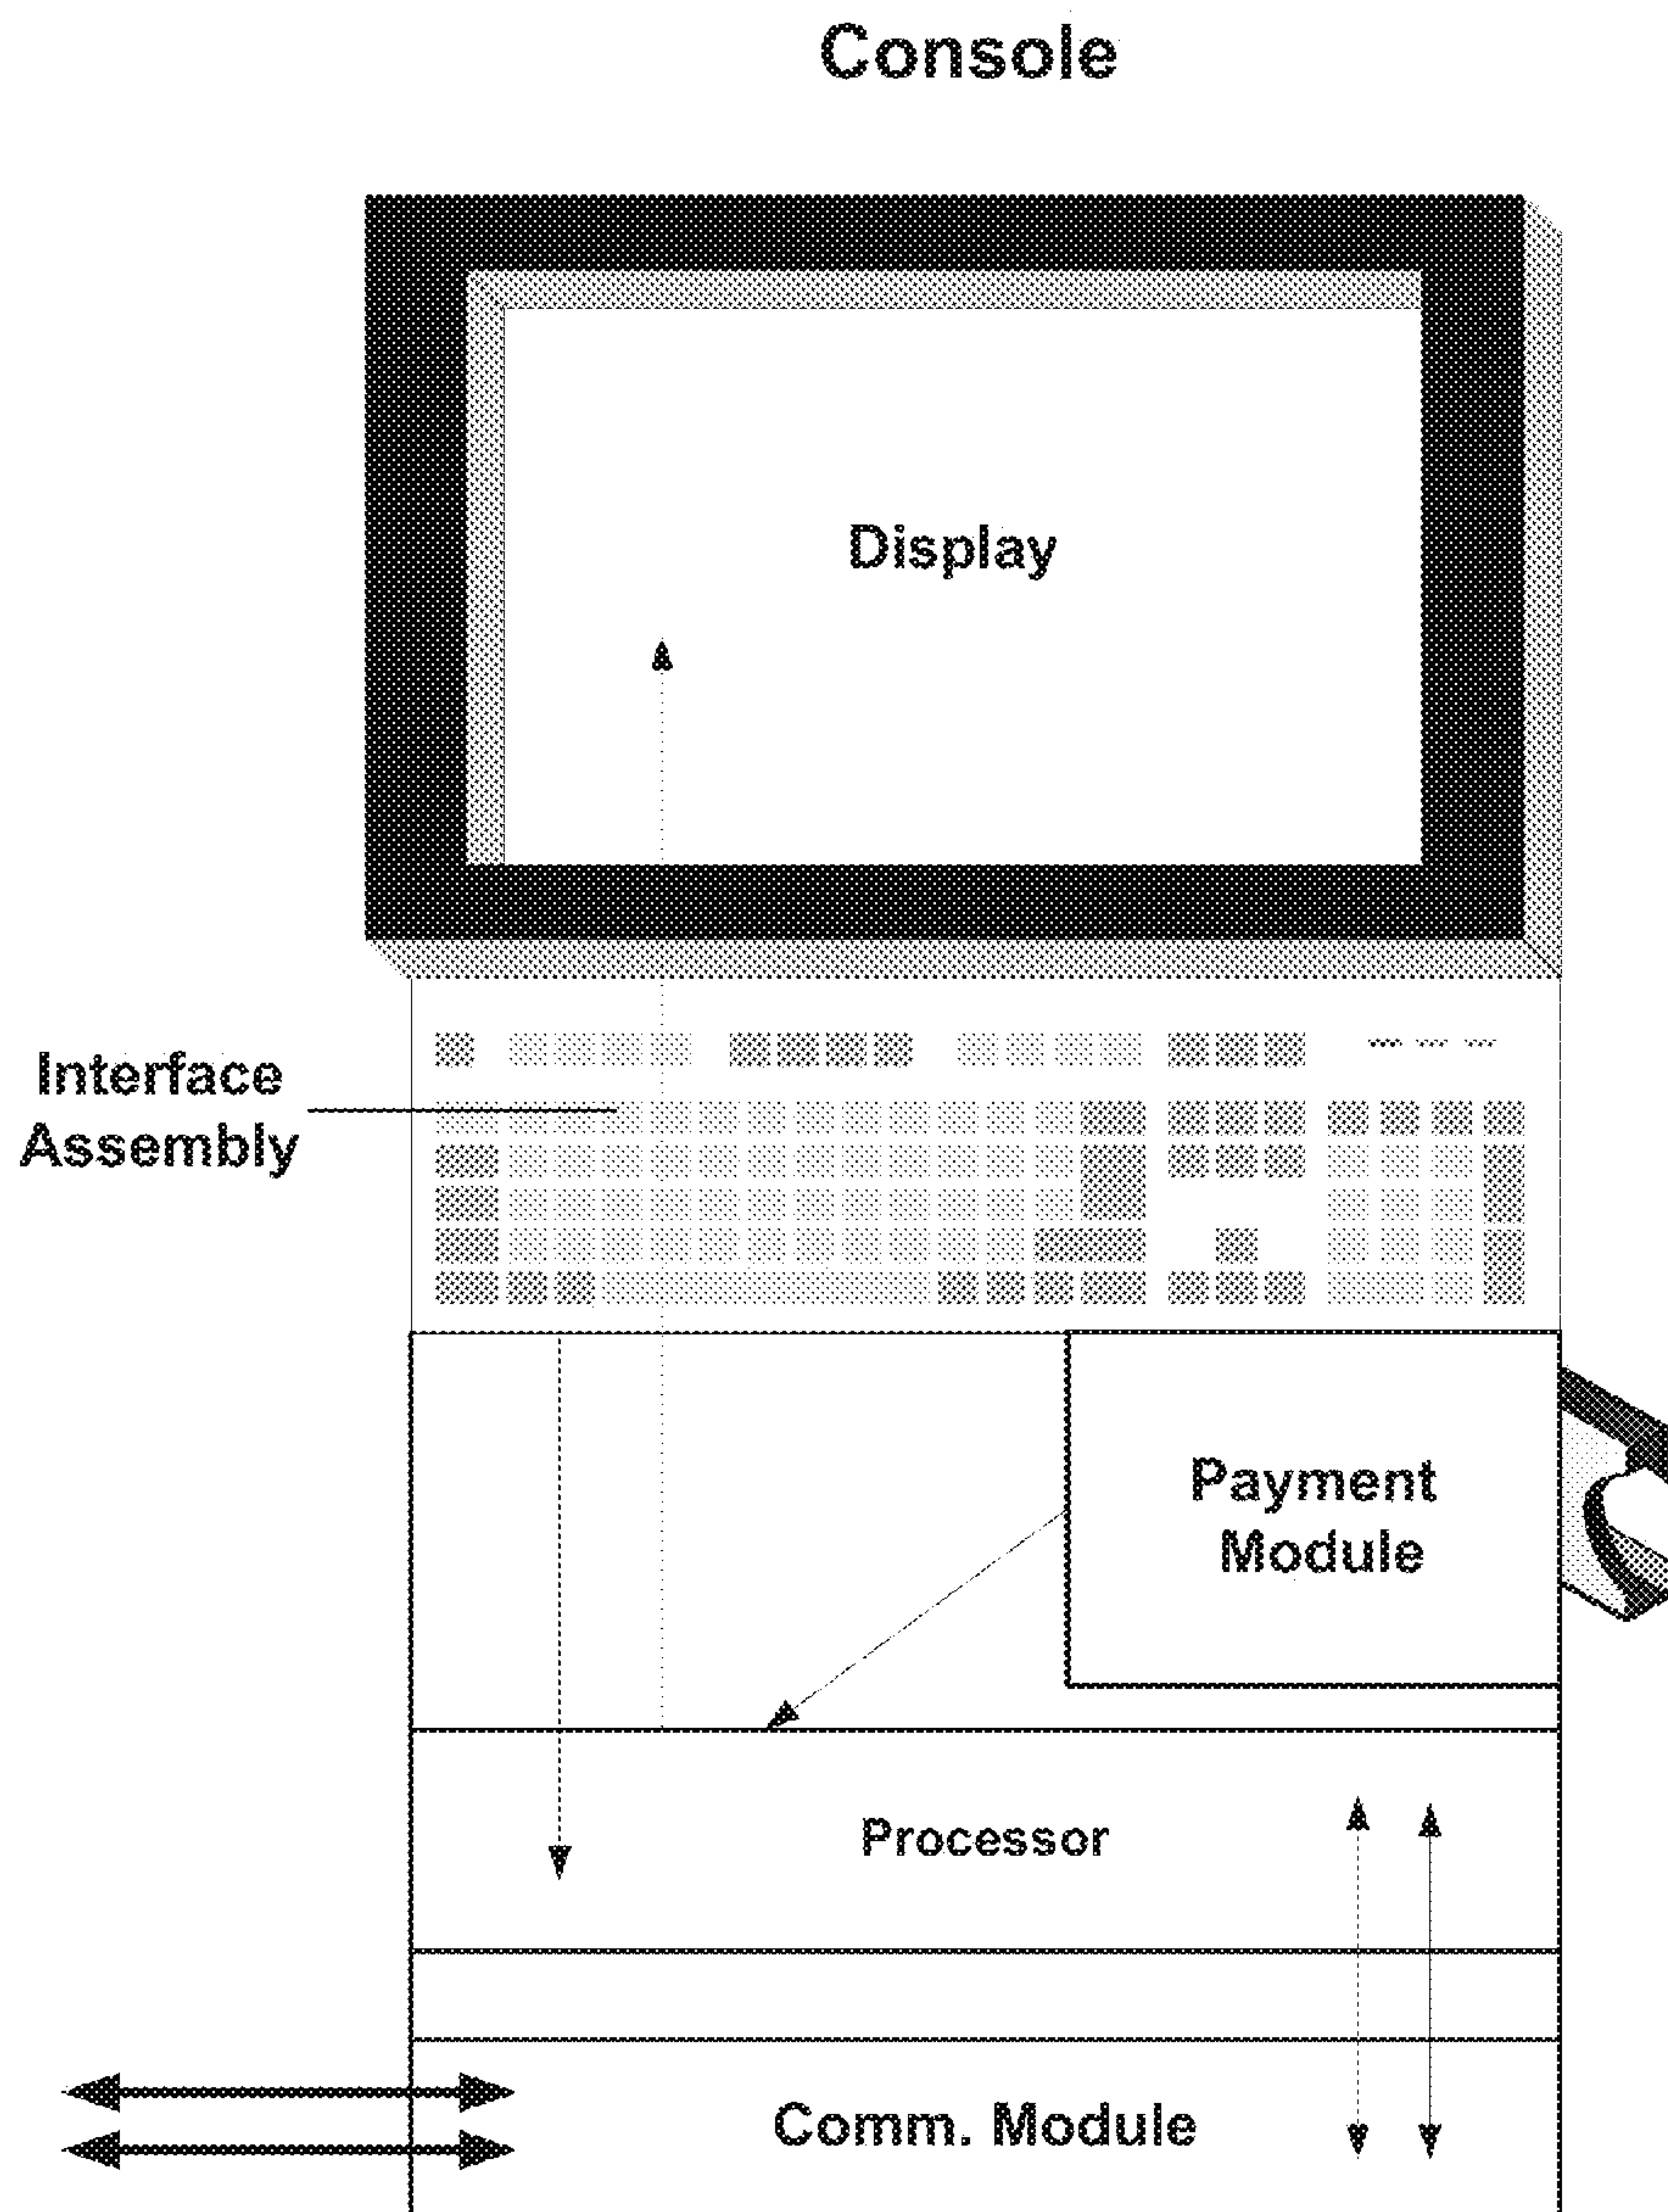 Console
Display
Interface
Assembly
Payment
Module
Processor
Comm. Module